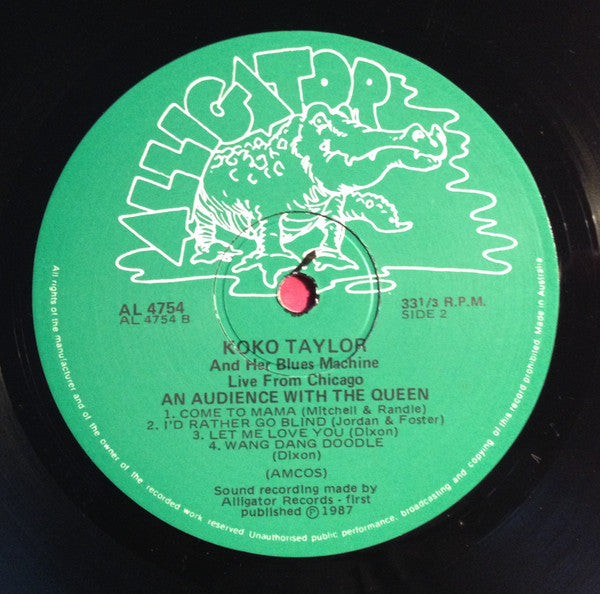 ALLIGATOR
AL 4754
AL 4754 B
33 1/3 R.P.M.
SIDE 2
KOKO TAYLOR
And Her Blues Machine
Live From Chicago
AN AUDIENCE WITH THE QUEEN
1. COME TO MAMA (Mitchell & Randle)
2. I'D RATHER GO BLIND (Jordan & Foster)
3. LET ME LOVE YOU (Dixon)
4. WANG DANG DOODLE
(Dixon)
(AMCOS)
Sound recording made by
Alligator Records - first
published ℗ 1987
All rights of the manufacturer and of the owner of the recorded work reserved Unauthorised public performance, broadcasting and copying of this record prohibited. Made in Australia